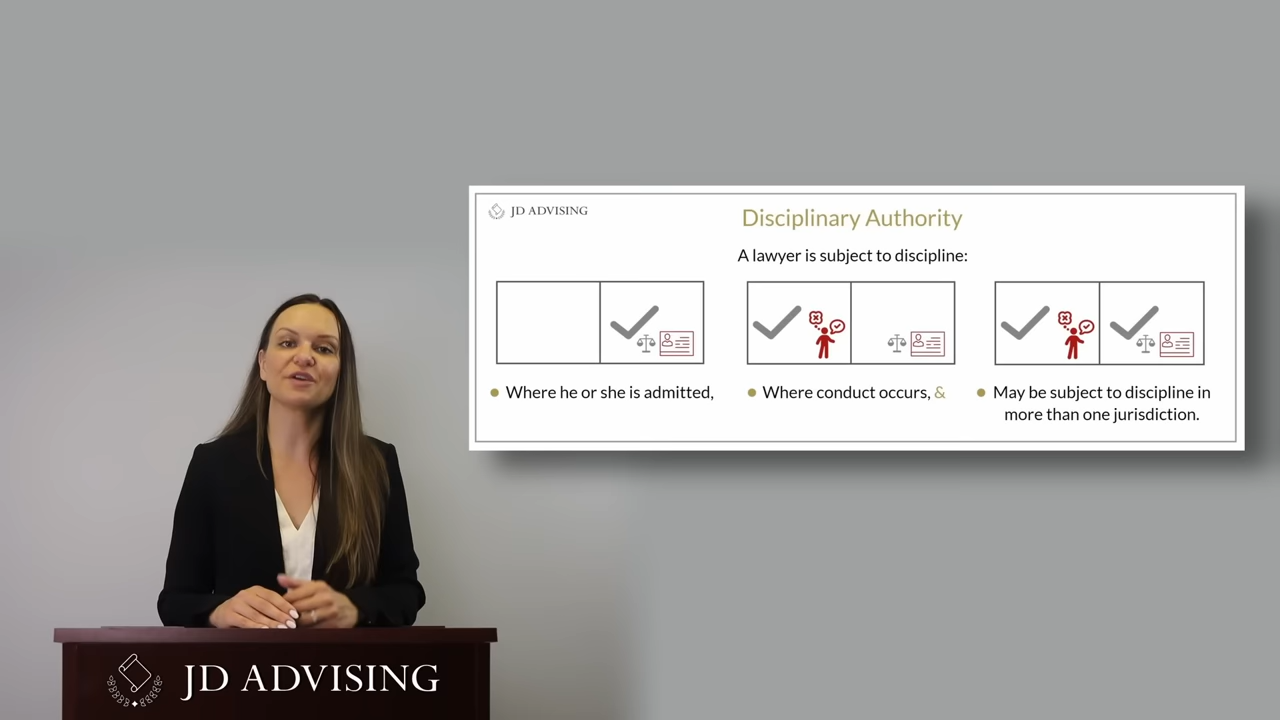 JD ADVISING
Disciplinary Authority
A lawyer is subject to discipline:
• Where he or she is admitted,
• Where conduct occurs, &
• May be subject to discipline in
more than one jurisdiction.
JD ADVISING